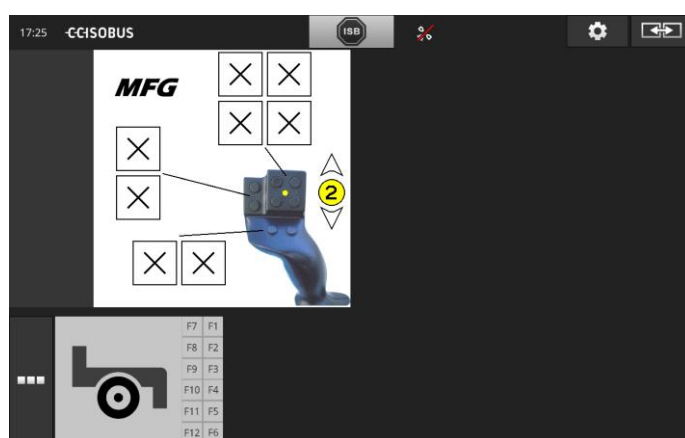 17:25 CCISOBUS ISB
MFG
2
F7 F1
F8 F2
F9 F3
F10 F4
F11 F5
F12 F6